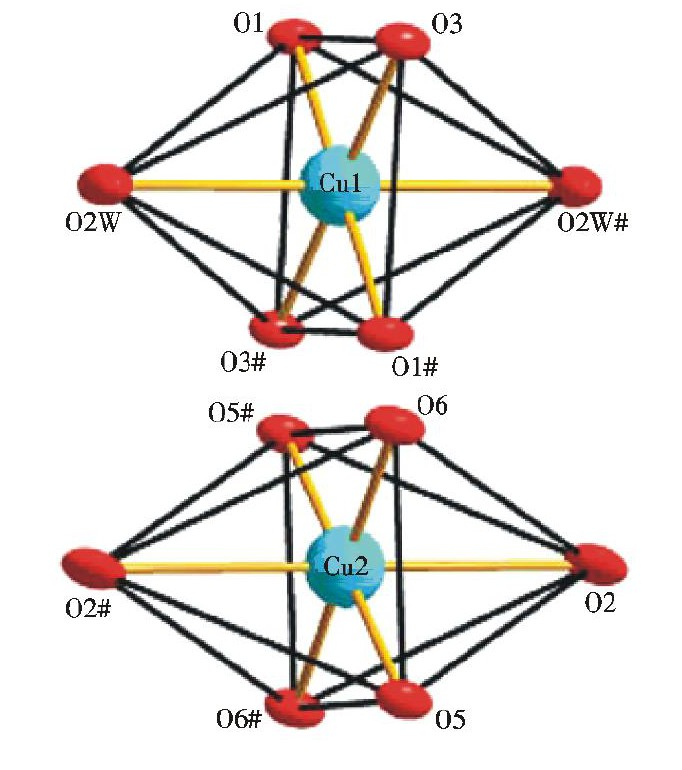 O1 O3
Cu1
O2W O2W#
O3# O1#
O5# O6
Cu2
O2# O2
O6# O5